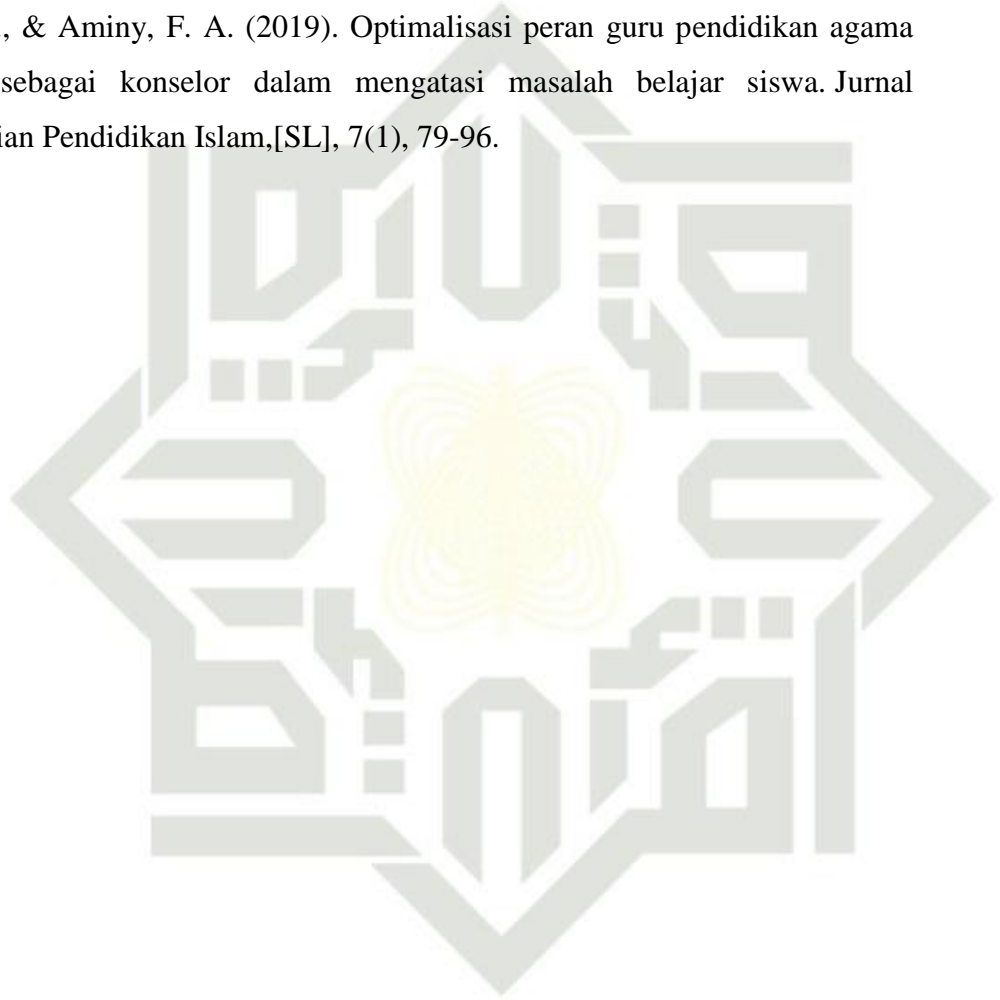 ., & Aminy, F. A. (2019). Optimalisasi peran guru pendidikan agama
sebagai konselor dalam mengatasi masalah belajar siswa. Jurnal
ian Pendidikan Islam,[SL], 7(1), 79-96.